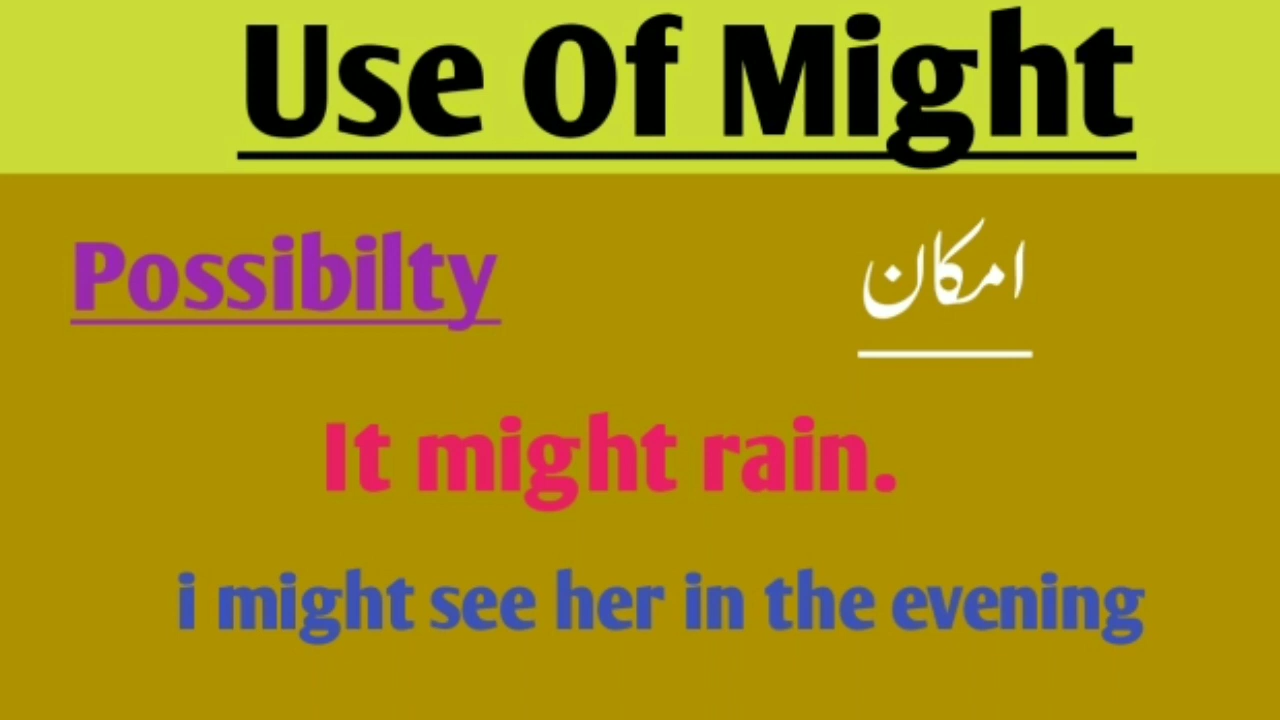 Use Of Might
Possibilty امکان
It might rain.
i might see her in the evening